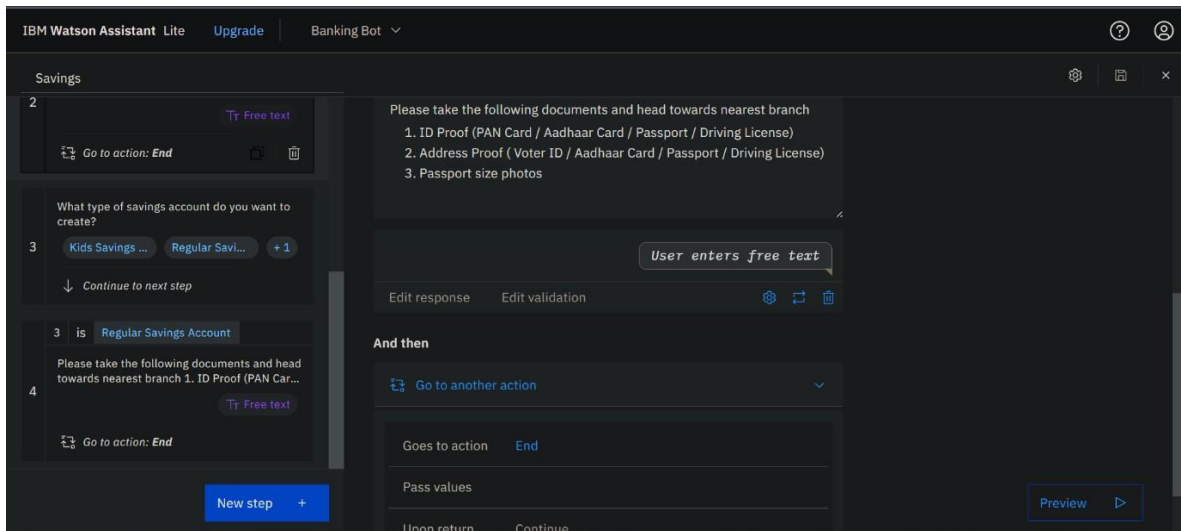 IBM Watson Assistant Lite Upgrade Banking Bot
Savings
2
Free text
Go to action: End
What type of savings account do you want to
create?
3
Kids Savings ... Regular Savi... + 1
Continue to next step
3 is Regular Savings Account
Please take the following documents and head
towards nearest branch 1. ID Proof (PAN Car...
4
Free text
Go to action: End
New step +
Please take the following documents and head towards nearest branch
1. ID Proof (PAN Card / Aadhaar Card / Passport / Driving License)
2. Address Proof ( Voter ID / Aadhaar Card / Passport / Driving License)
3. Passport size photos
User enters free text
Edit response Edit validation
And then
Go to another action
Goes to action End
Pass values
Upon return Continue
Preview